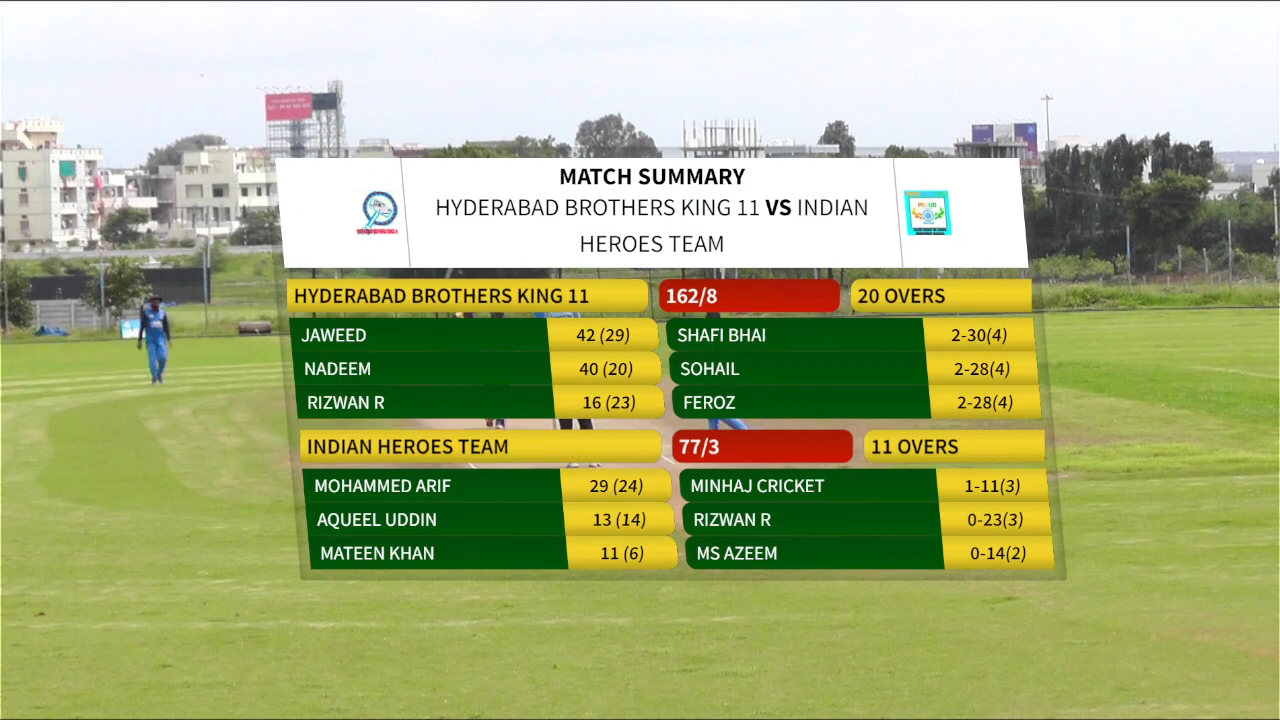 MATCH SUMMARY
HYDERABAD BROTHERS KING 11 VS INDIAN
HEROES TEAM
HYDERABAD BROTHERS KING 11 162/8 20 OVERS
JAWEED 42 (29) SHAFI BHAI 2-30(4)
NADEEM 40 (20) SOHAIL 2-28(4)
RIZWAN R 16 (23) FEROZ 2-28(4)
INDIAN HEROES TEAM 77/3 11 OVERS
MOHAMMED ARIF 29 (24) MINHAJ CRICKET 1-11(3)
AQUEEL UDDIN 13 (14) RIZWAN R 0-23(3)
MATEEN KHAN 11 (6) MS AZEEM 0-14(2)